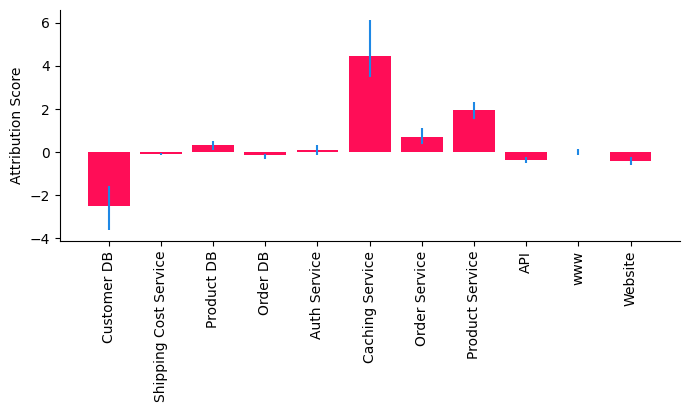 Attribution Score
6
4
2
0
−2
−4
Customer DB
Shipping Cost Service
Product DB
Order DB
Auth Service
Caching Service
Order Service
Product Service
API
www
Website